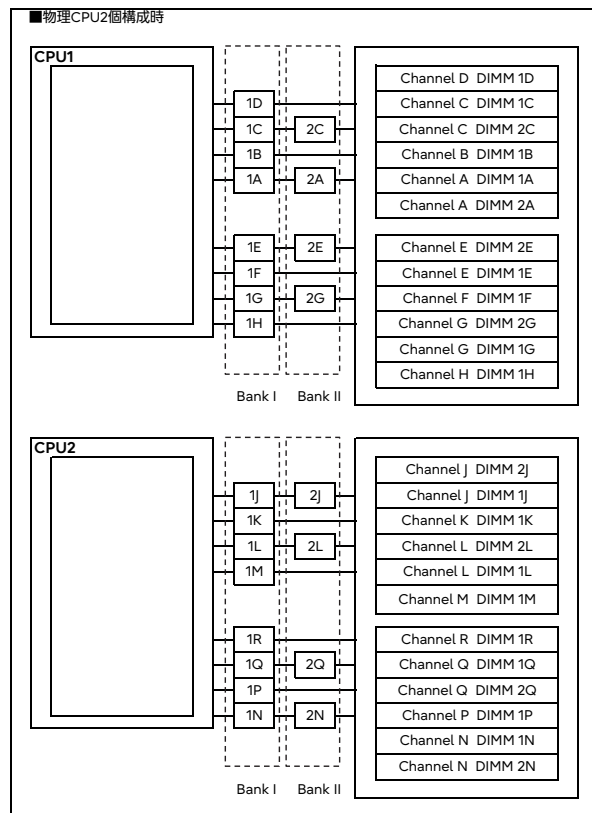 ■物理CPU2個構成時
CPU1
Channel D DIMM 1D
1D
Channel C DIMM 1C
1C 2C
Channel C DIMM 2C
1B
Channel B DIMM 1B
1A 2A
Channel A DIMM 1A
Channel A DIMM 2A
1E 2E
Channel E DIMM 2E
1F
Channel E DIMM 1E
1G 2G
Channel F DIMM 1F
1H
Channel G DIMM 2G
Channel G DIMM 1G
Channel H DIMM 1H
Bank I Bank II
CPU2
Channel J DIMM 2J
1J 2J
Channel J DIMM 1J
1K
Channel K DIMM 1K
1L 2L
Channel L DIMM 2L
1M
Channel L DIMM 1L
Channel M DIMM 1M
1R
Channel R DIMM 1R
1Q 2Q
Channel Q DIMM 1Q
1P
Channel Q DIMM 2Q
1N 2N
Channel P DIMM 1P
Channel N DIMM 1N
Channel N DIMM 2N
Bank I Bank II